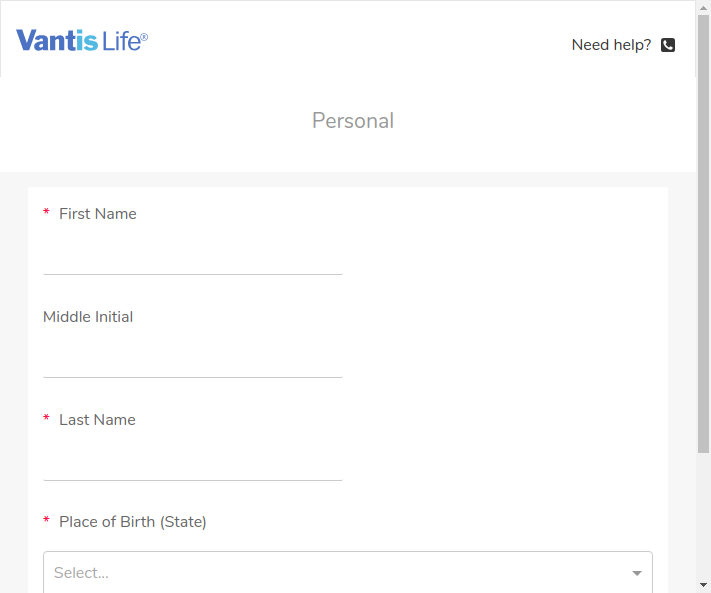 Vantis Life®
Need help?
Personal
* First Name
Middle Initial
* Last Name
* Place of Birth (State)
Select...